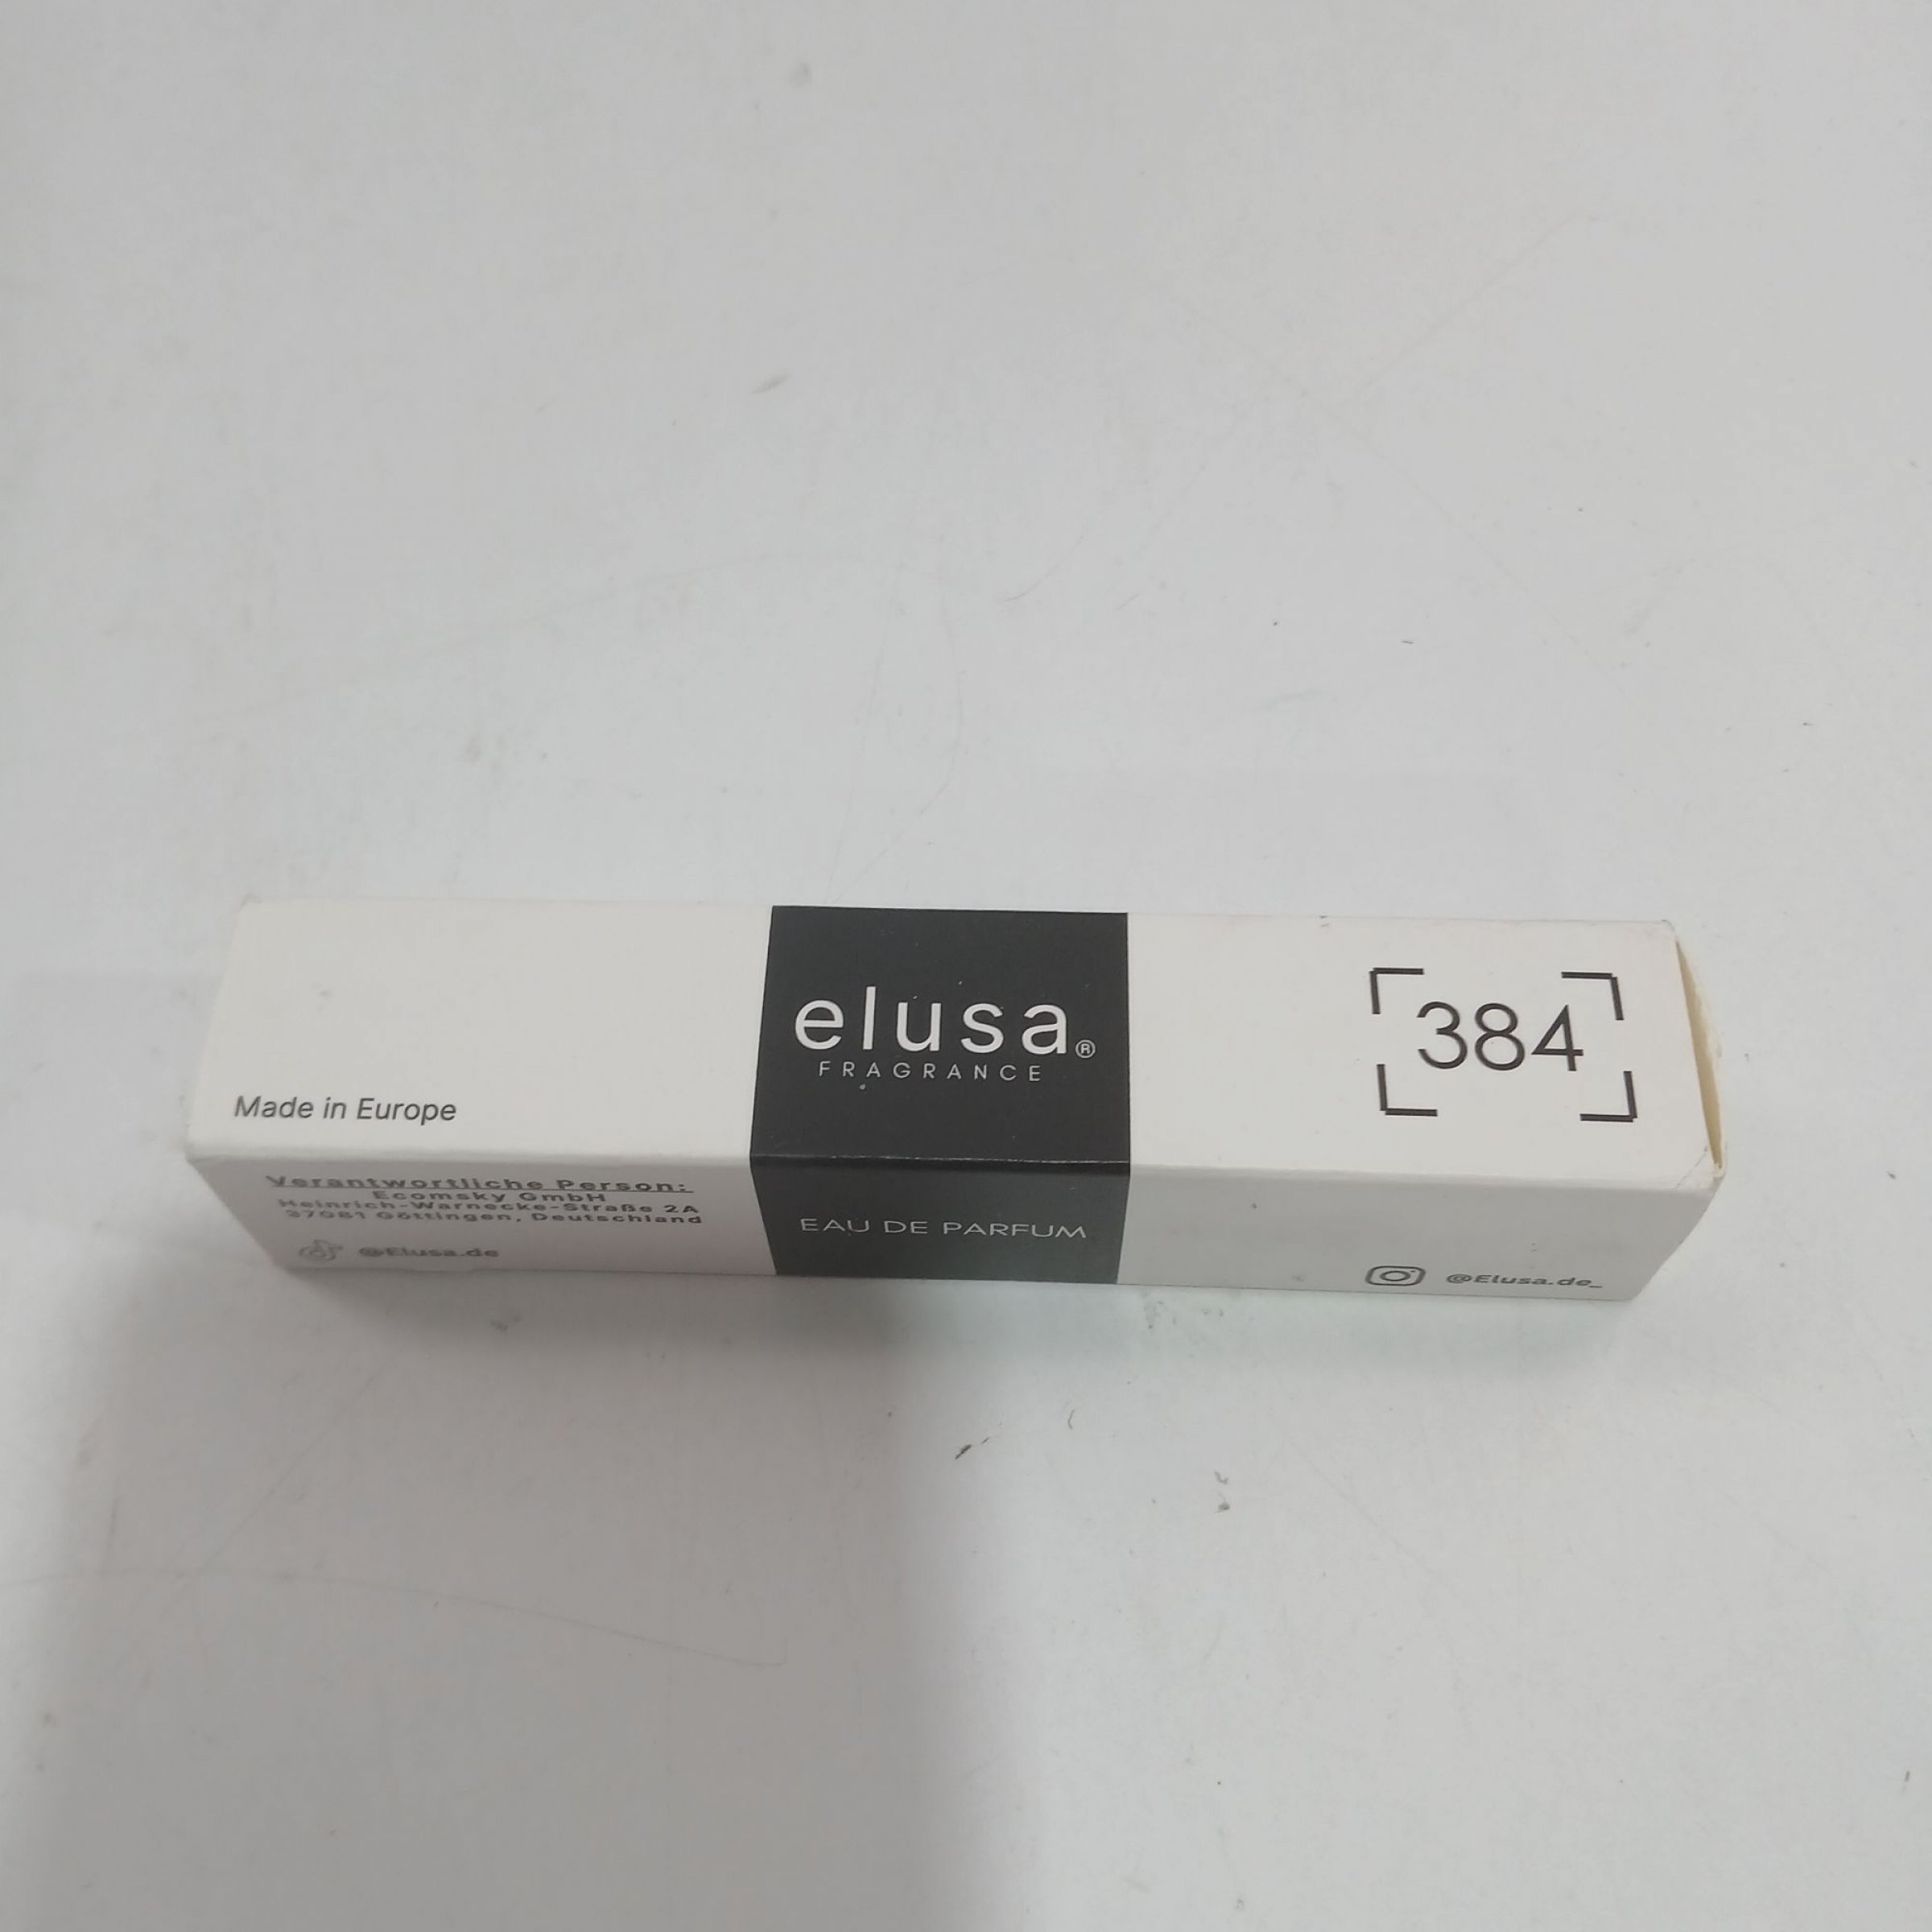 elusa®
FRAGRANCE
384
Made in Europe
Verantwortliche Person:
Ecomsky GmbH
Heinrich-Warnecke-Straße 2A
37081 Göttingen, Deutschland
@Elusa.de
EAU DE PARFUM
@Elusa.de_